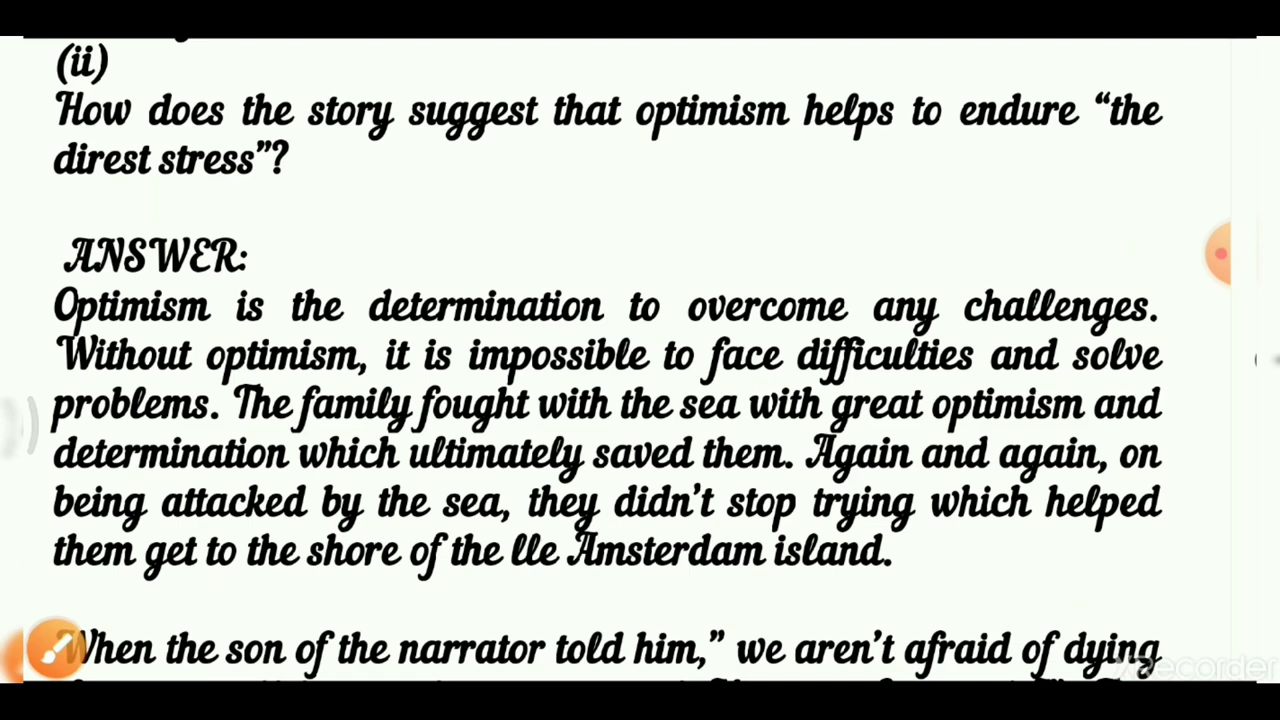 (ii)
How does the story suggest that optimism helps to endure “the
direst stress”?
ANSWER:
Optimism is the determination to overcome any challenges.
Without optimism, it is impossible to face difficulties and solve
problems. The family fought with the sea with great optimism and
determination which ultimately saved them. Again and again, on
being attacked by the sea, they didn't stop trying which helped
them get to the shore of the lle Amsterdam island.
When the son of the narrator told him,” we aren't afraid of dying
Recorder